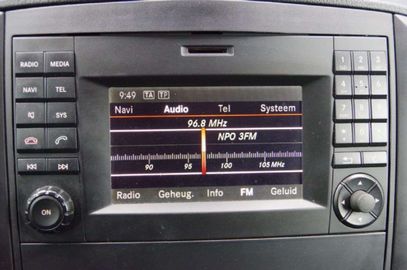 RADIO MEDIA
NAVI TEL
SYS
ON
9:49 TA TP
Navi Audio Tel Systeem
96.8 MHz
NPO 3FM
90 95 100 105 MHz
Radio Geheug. Info FM Geluid